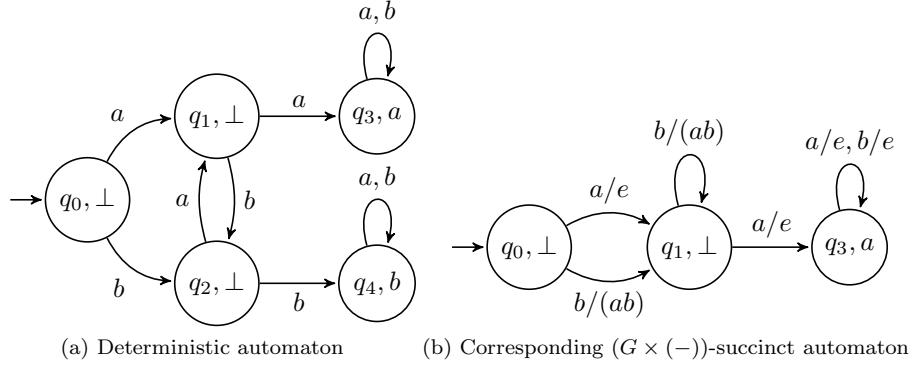 a, b
a
q₁, ⊥
a
q₃, a
q₀, ⊥
a
b
a, b
b
q₂, ⊥
b
q₄, b
(a) Deterministic automaton
b/(ab)
a/e, b/e
a/e
q₀, ⊥
q₁, ⊥
a/e
q₃, a
b/(ab)
(b) Corresponding (G × (−))-succinct automaton